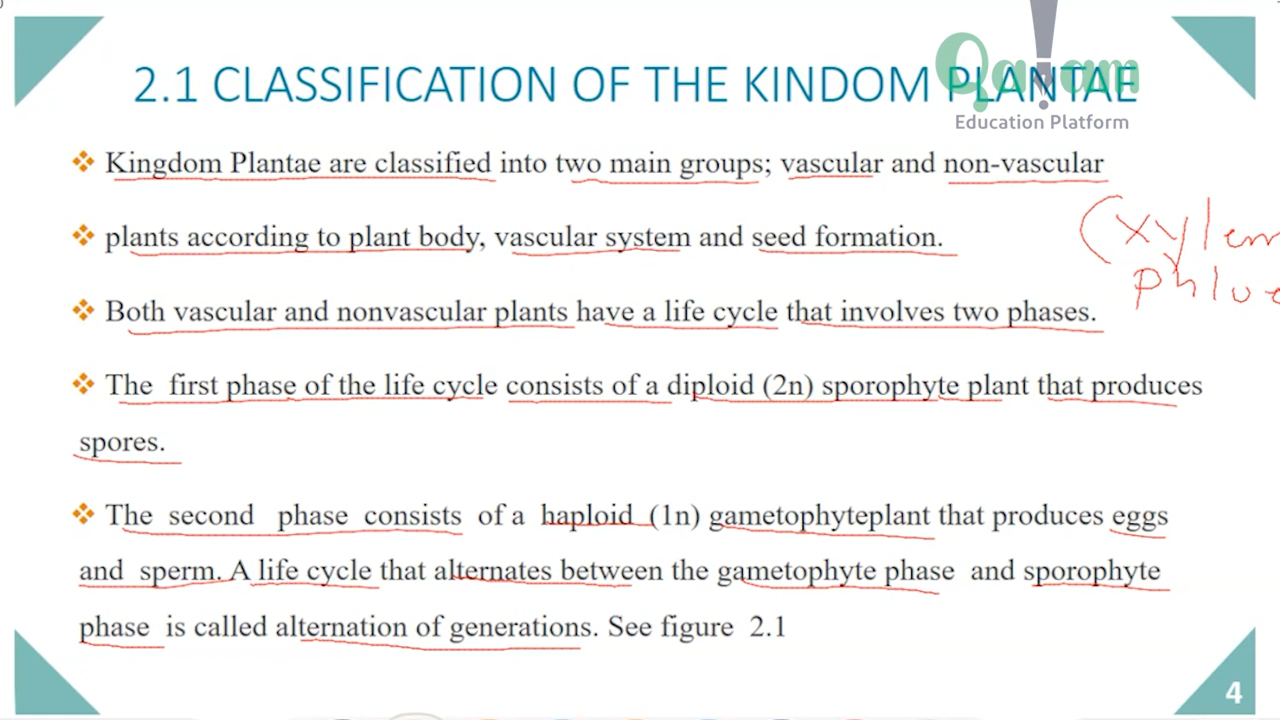 Qalam
Education Platform
2.1 CLASSIFICATION OF THE KINDOM PLANTAE
Kingdom Plantae are classified into two main groups; vascular and non-vascular
plants according to plant body, vascular system and seed formation.
(xylem
phloe
Both vascular and nonvascular plants have a life cycle that involves two phases.
The first phase of the life cycle consists of a diploid (2n) sporophyte plant that produces
spores.
The second phase consists of a haploid (1n) gametophyteplant that produces eggs
and sperm. A life cycle that alternates between the gametophyte phase and sporophyte
phase is called alternation of generations. See figure 2.1
4